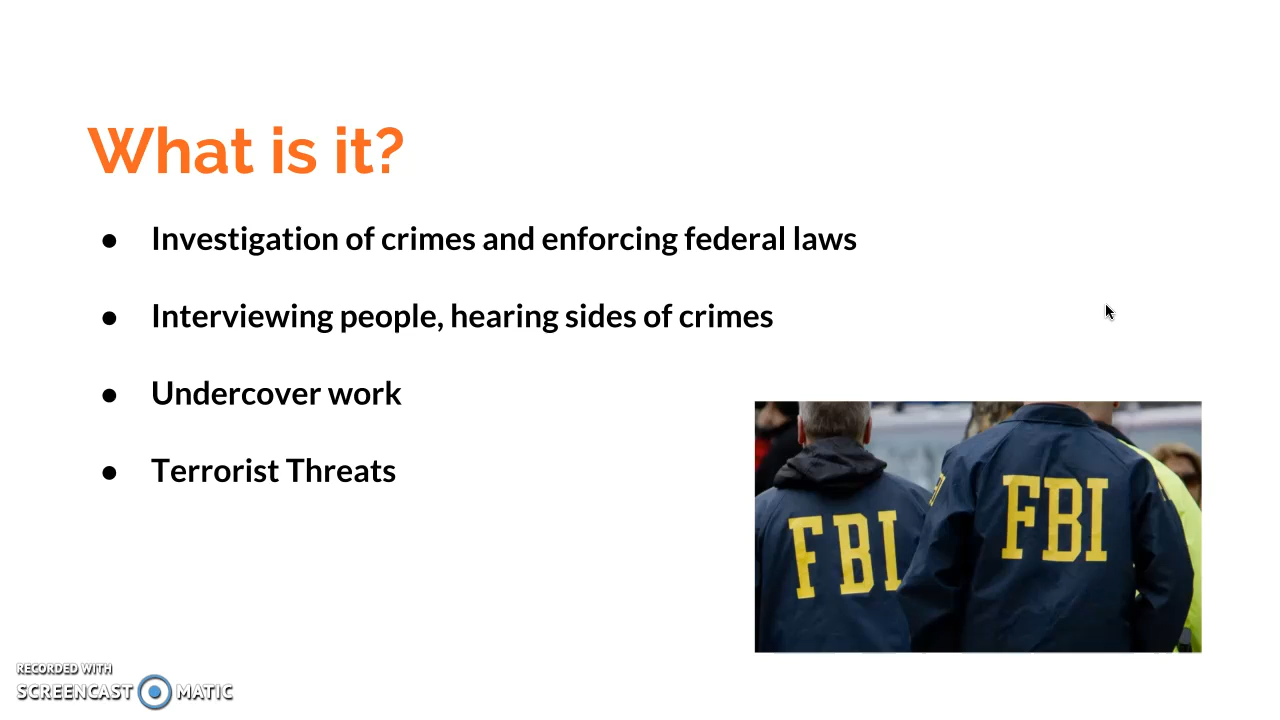 What is it?
● Investigation of crimes and enforcing federal laws
● Interviewing people, hearing sides of crimes
● Undercover work
● Terrorist Threats
FBI
FBI
RECORDED WITH
SCREENCAST MATIC